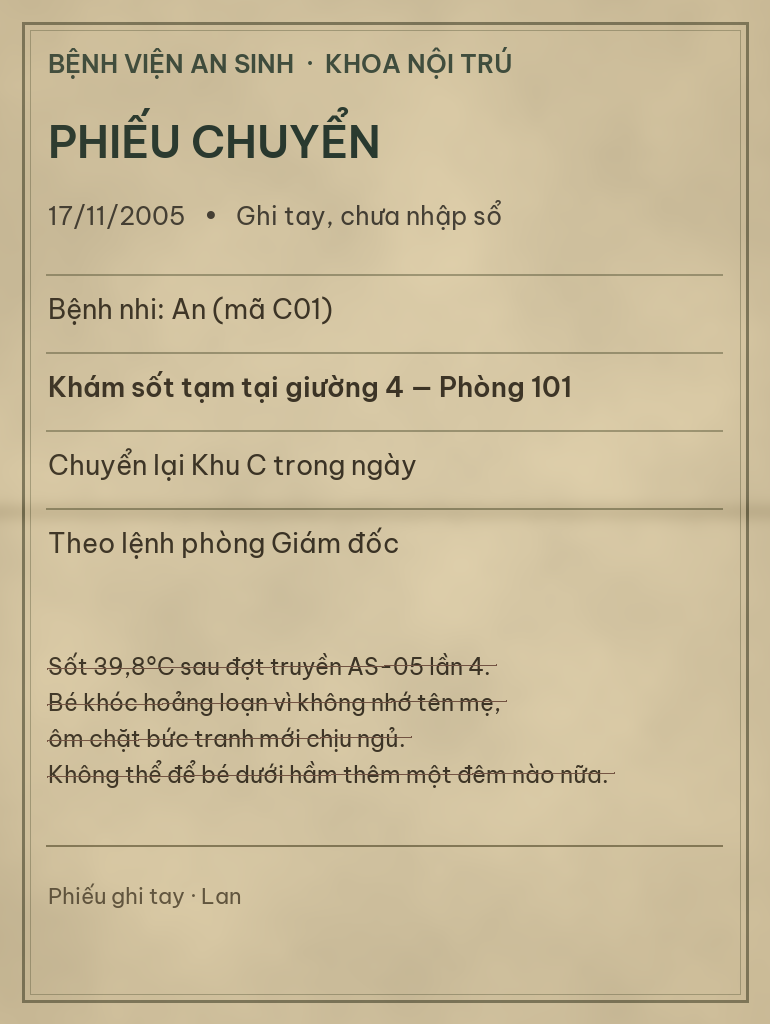 BỆNH VIỆN AN SINH · KHOA NỘI TRÚ
PHIẾU CHUYỂN
17/11/2005 • Ghi tay, chưa nhập sổ
Bệnh nhi: An (mã C01)
Khám sốt tạm tại giường 4 — Phòng 101
Chuyển lại Khu C trong ngày
Theo lệnh phòng Giám đốc
Sốt 39,8°C sau đợt truyền AS-05 lần 4.
Bé khóc hoảng loạn vì không nhớ tên mẹ,
ôm chặt bức tranh mới chịu ngủ.
Không thể để bé dưới hầm thêm một đêm nào nữa.
Phiếu ghi tay · Lan